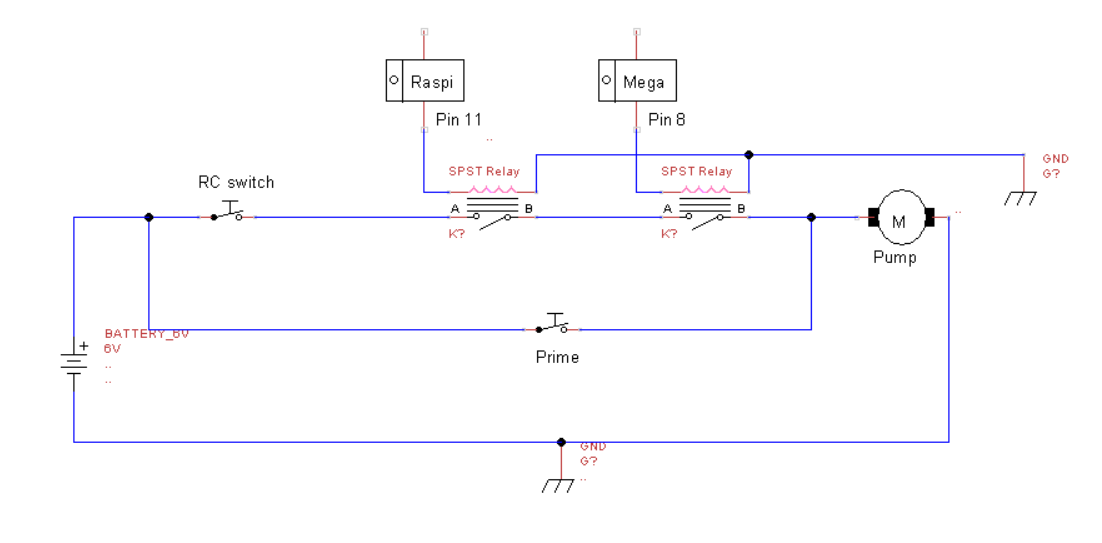 Raspi
Mega
Pin 11
Pin 8
..
SPST Relay
SPST Relay
GND
G?
RC switch
A
B
A
B
K?
K?
M
..
Pump
BATTERY_6V
6V
..
..
+
Prime
GND
G?
..